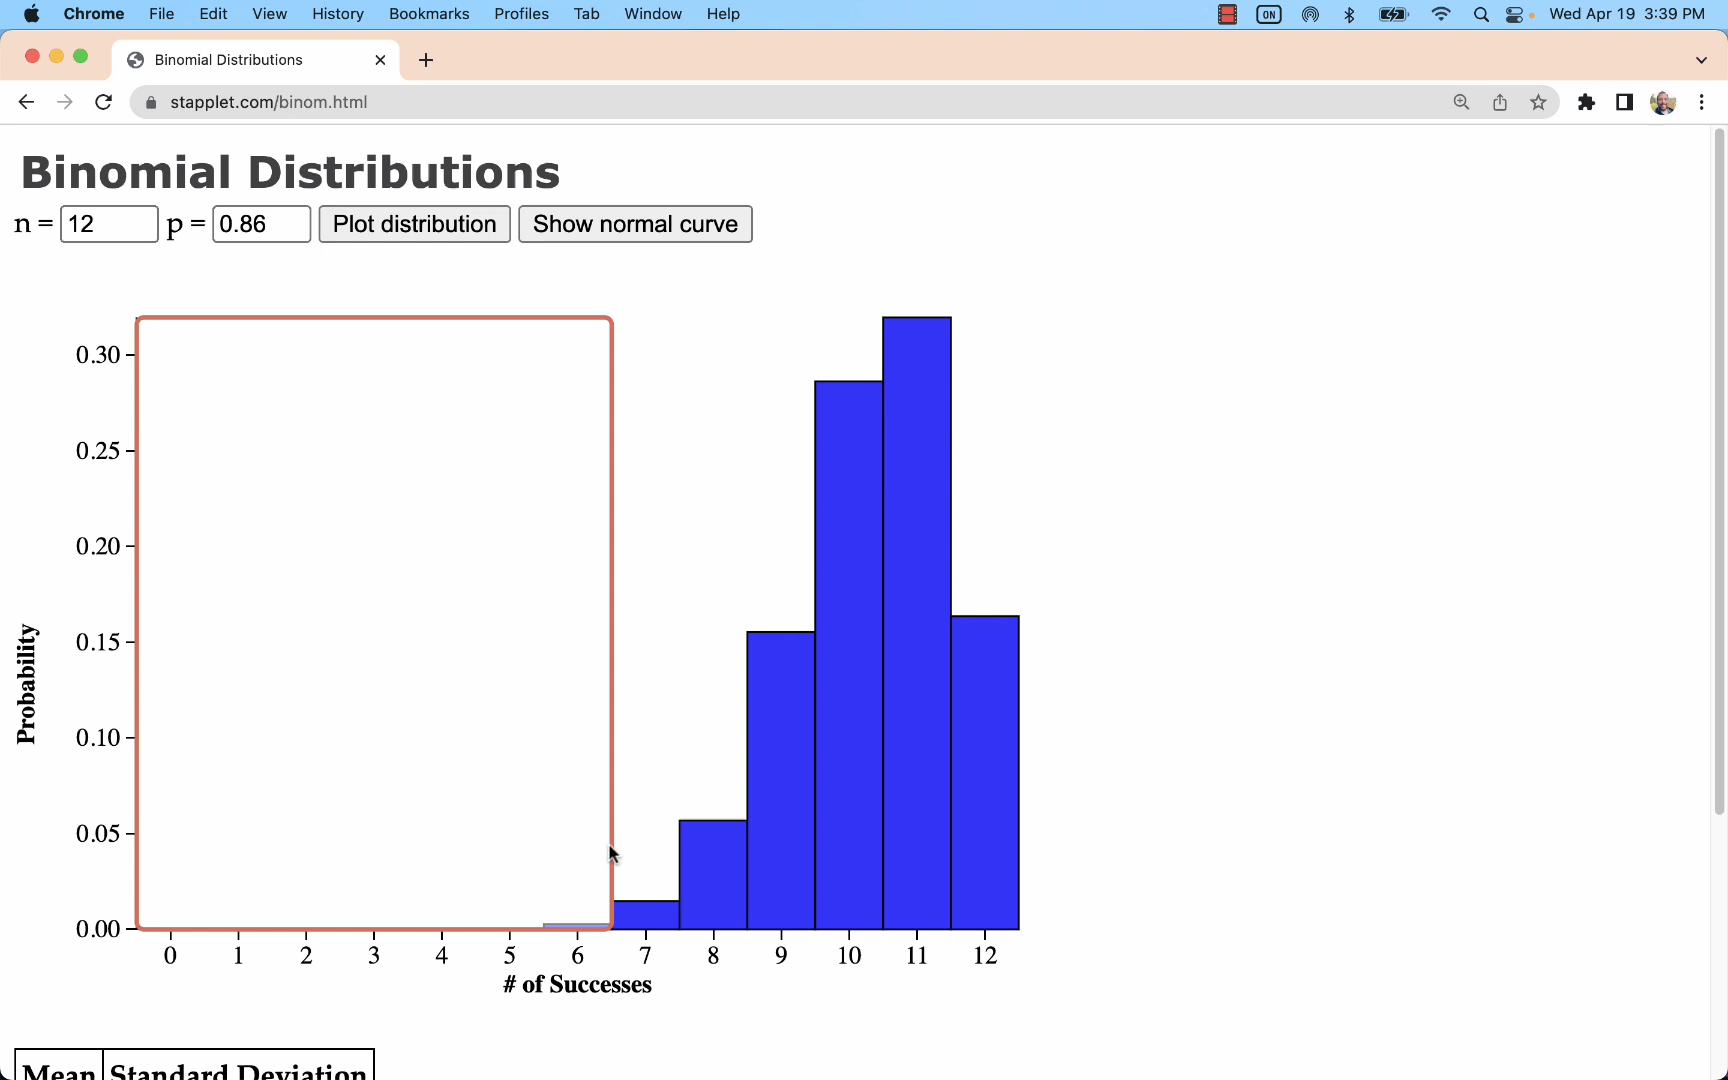 Chrome File Edit View History Bookmarks Profiles Tab Window Help ON Wed Apr 19 3:39 PM
Binomial Distributions
stapplet.com/binom.html
Binomial Distributions
n = 12 p = 0.86 Plot distribution Show normal curve
0.30
0.25
0.20
0.15
0.10
0.05
0.00
Probability
0 1 2 3 4 5 6 7 8 9 10 11 12
# of Successes
Mean Standard Deviation